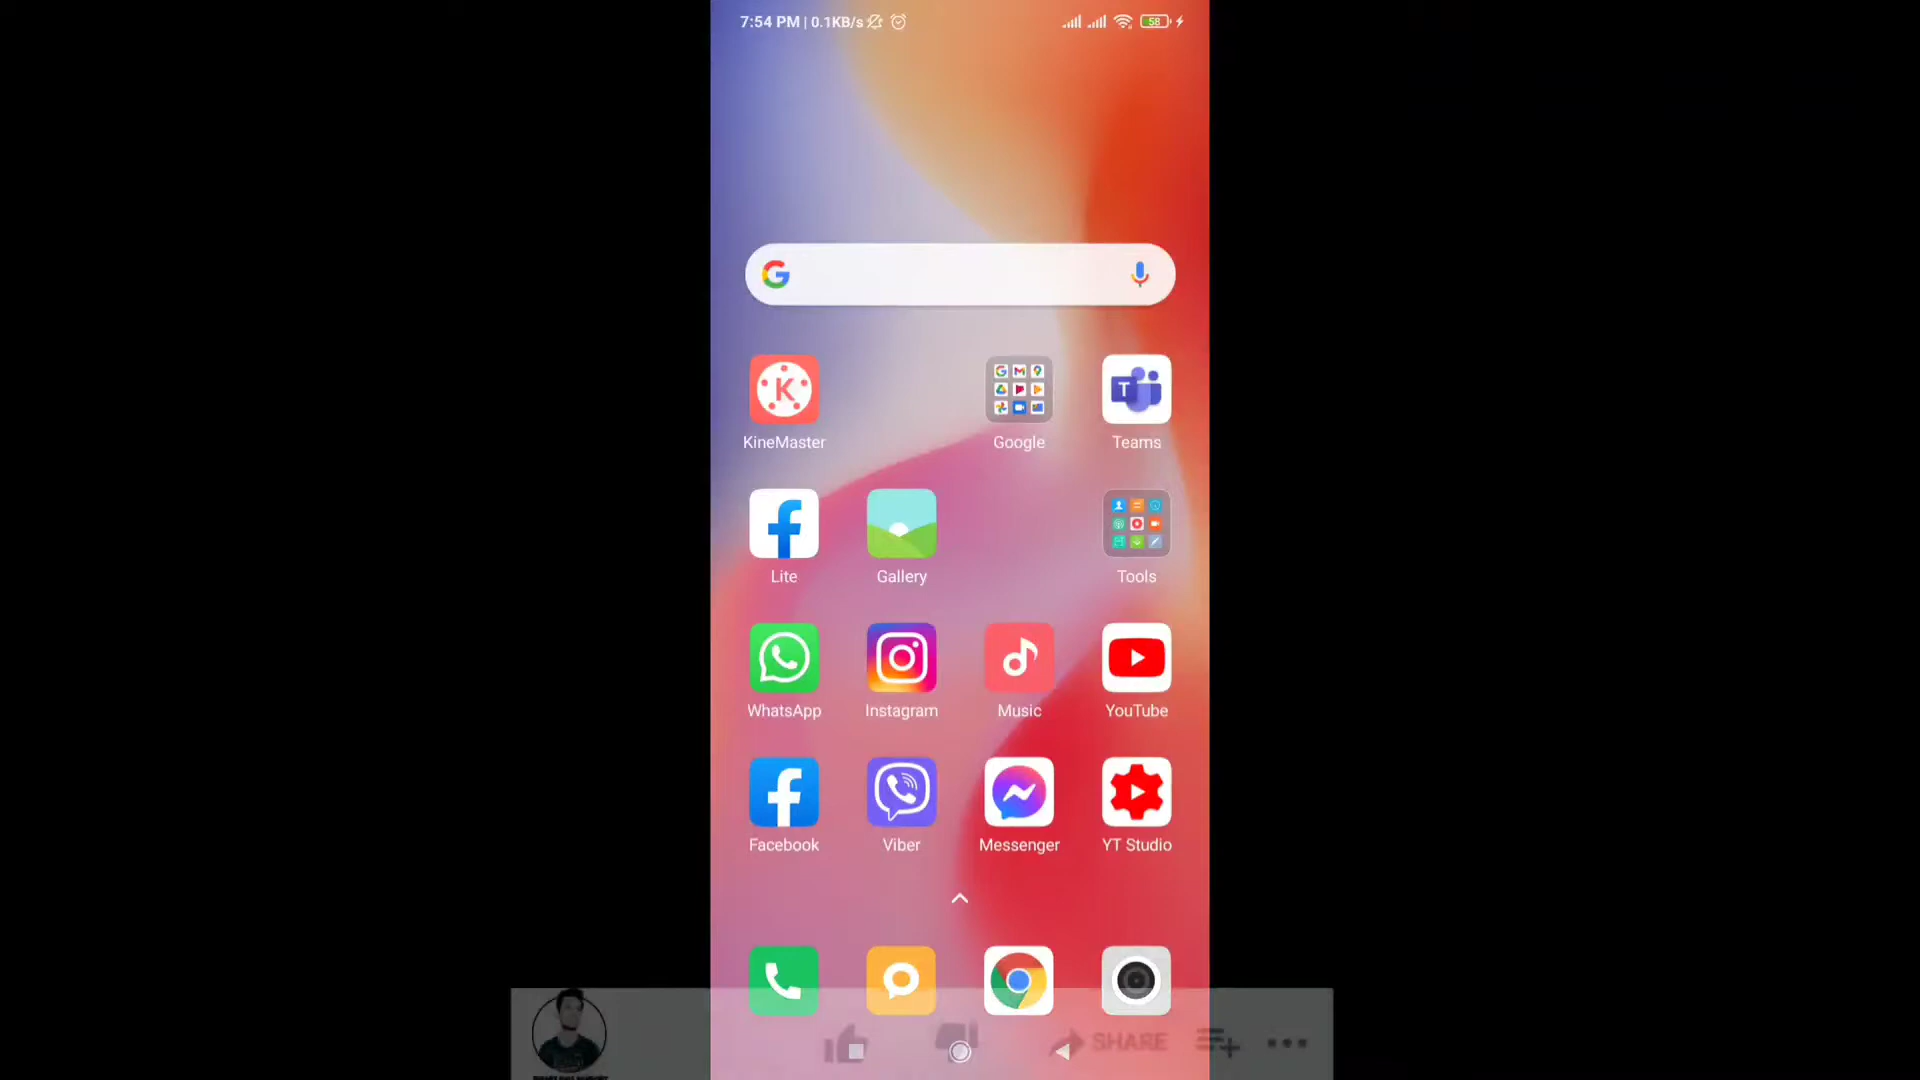 7:54 PM | 0.1KB/s
58
KineMaster
Google
Teams
Lite
Gallery
Tools
WhatsApp
Instagram
Music
YouTube
Facebook
Viber
Messenger
YT Studio
SHARE